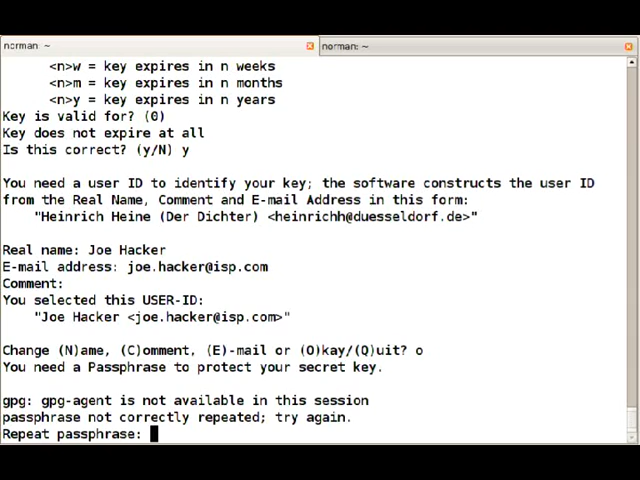 norman: ~
norman: ~
<n>w = key expires in n weeks
<n>m = key expires in n months
<n>y = key expires in n years
Key is valid for? (0)
Key does not expire at all
Is this correct? (y/N) y
You need a user ID to identify your key; the software constructs the user ID
from the Real Name, Comment and E-mail Address in this form:
"Heinrich Heine (Der Dichter) <heinrichh@duesseldorf.de>"
Real name: Joe Hacker
E-mail address: joe.hacker@isp.com
Comment:
You selected this USER-ID:
"Joe Hacker <joe.hacker@isp.com>"
Change (N)ame, (C)omment, (E)-mail or (O)kay/(Q)uit? o
You need a Passphrase to protect your secret key.
gpg: gpg-agent is not available in this session
passphrase not correctly repeated; try again.
Repeat passphrase: